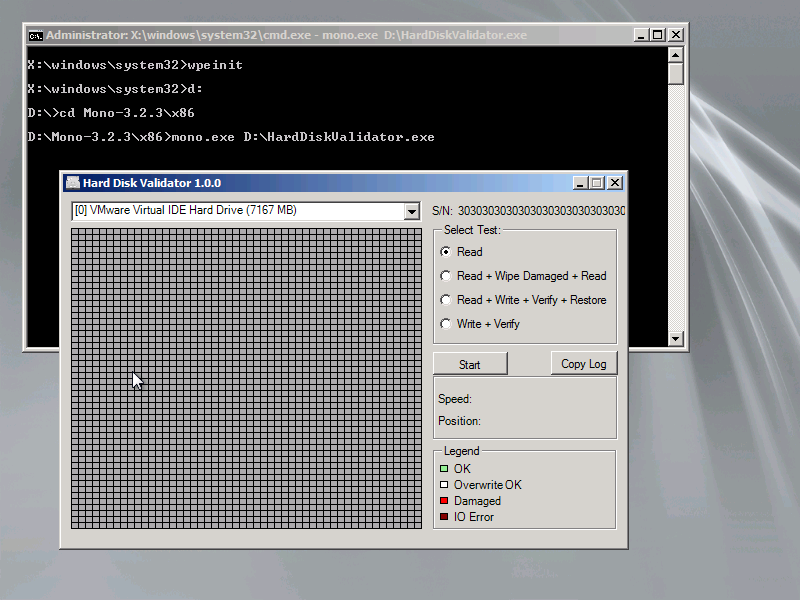 Administrator: X:\windows\system32\cmd.exe - mono.exe  D:\HardDiskValidator.exe
X:\windows\system32>wpeinit
X:\windows\system32>d:
D:\>cd Mono-3.2.3\x86
D:\Mono-3.2.3\x86>mono.exe D:\HardDiskValidator.exe
Hard Disk Validator 1.0.0
[0] VMware Virtual IDE Hard Drive (7167 MB)
S/N: 3030303030303030303030303030
Select Test:
Read
Read + Wipe Damaged + Read
Read + Write + Verify + Restore
Write + Verify
Start
Copy Log
Speed:
Position:
Legend
OK
Overwrite OK
Damaged
IO Error